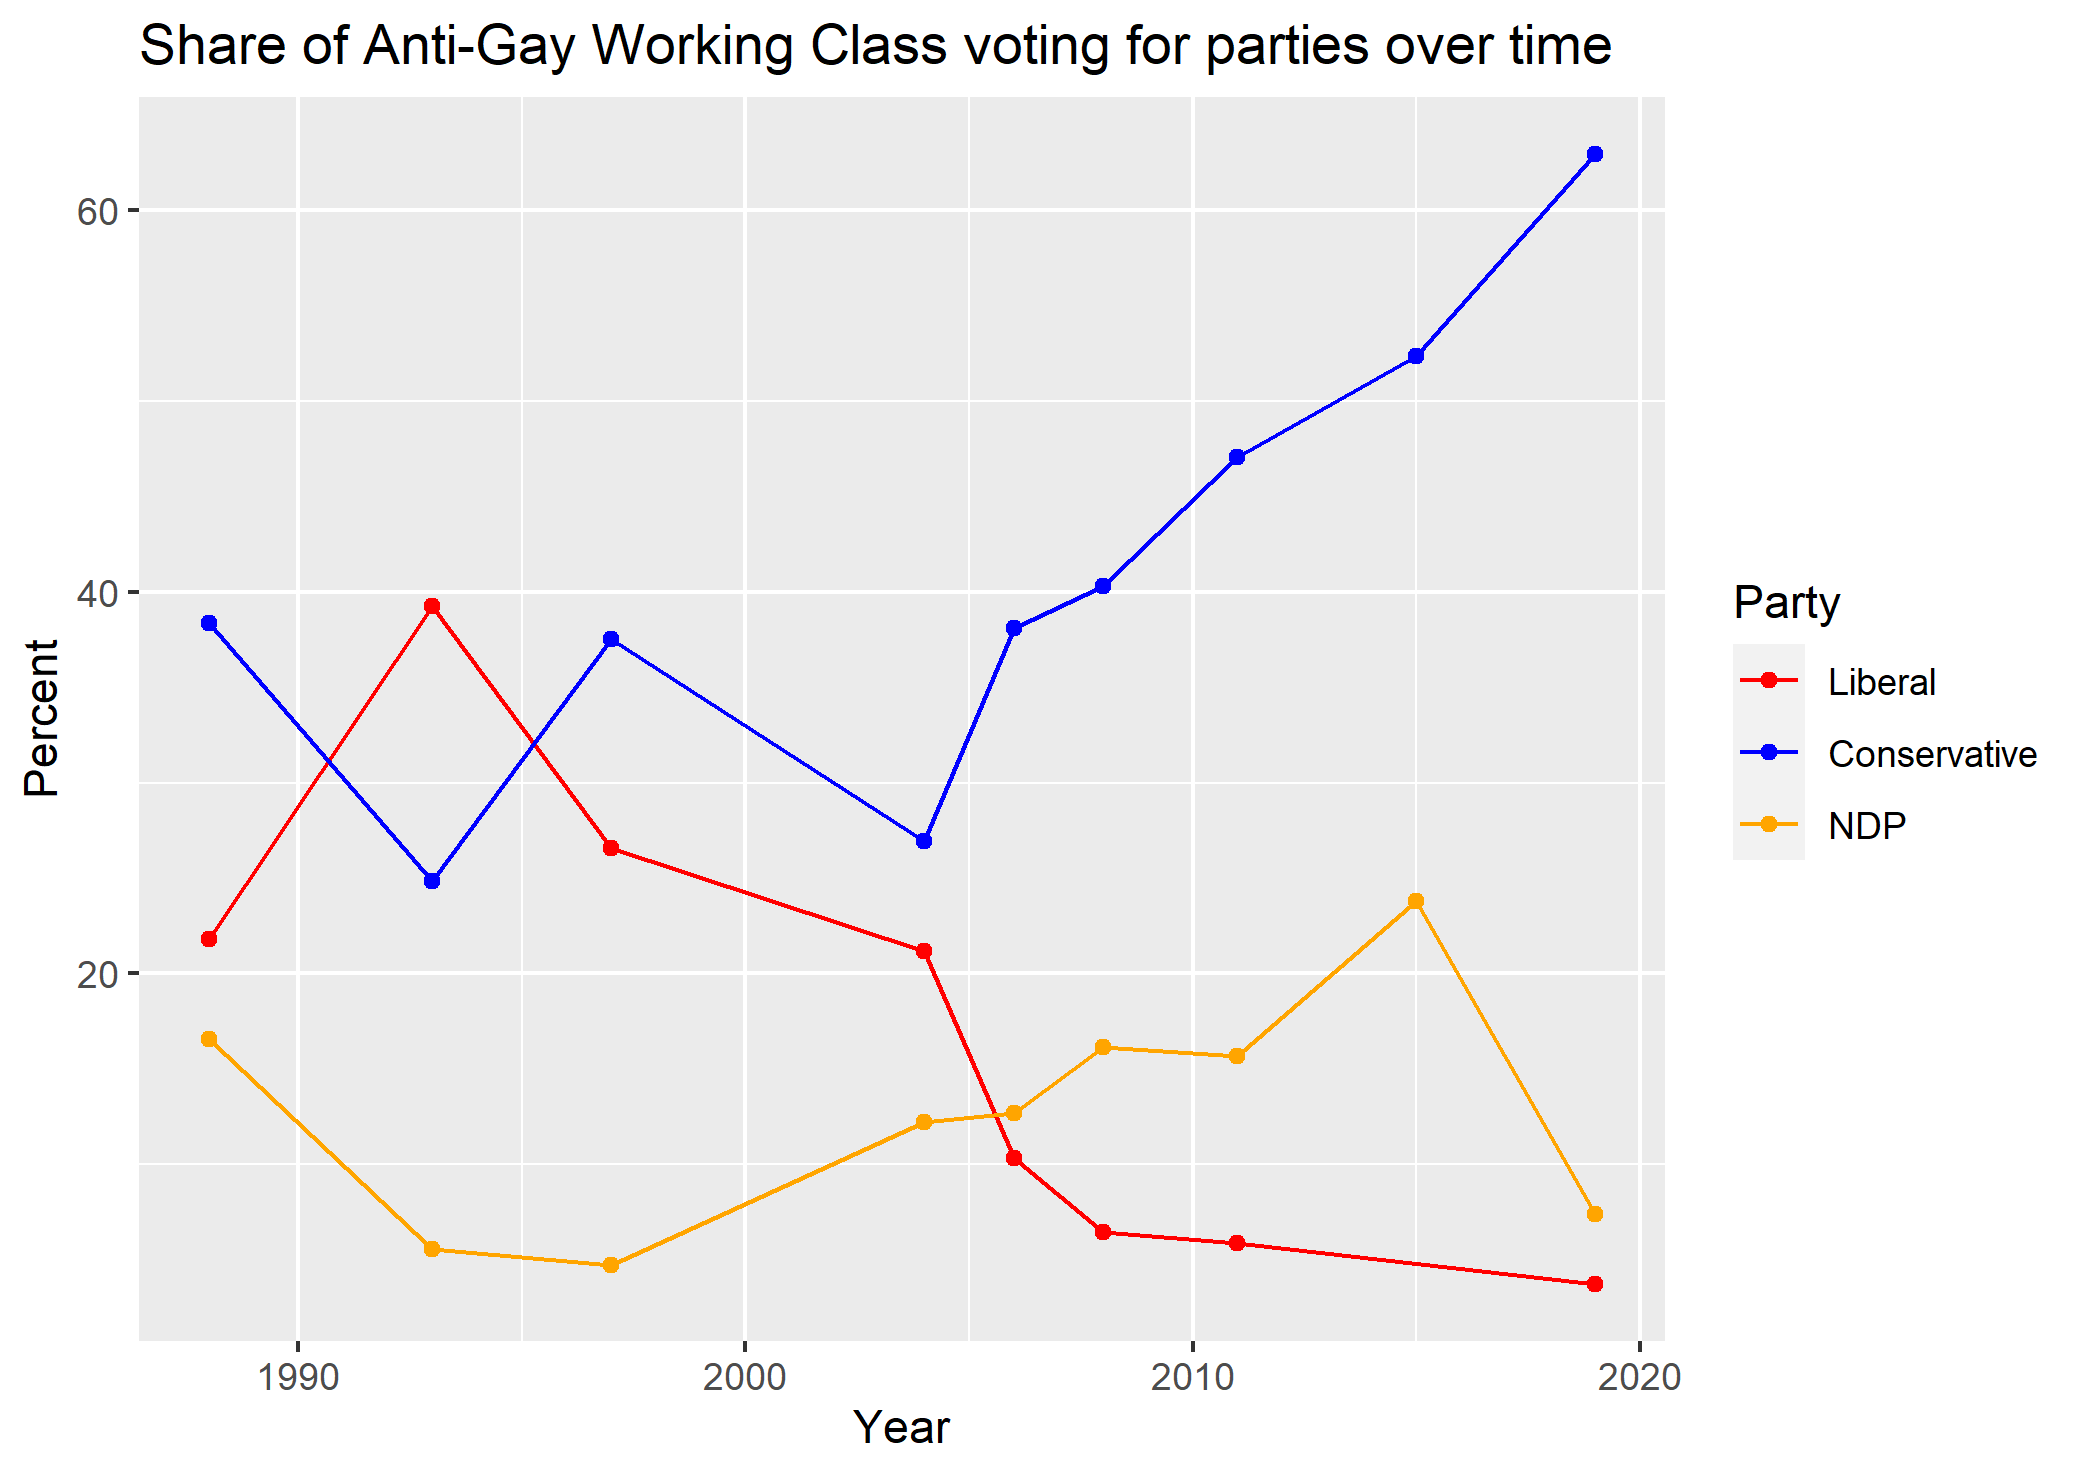 Share of Anti-Gay Working Class voting for parties over time
60
40
20
Percent
1990
2000
2010
2020
Year
Party
Liberal
Conservative
NDP